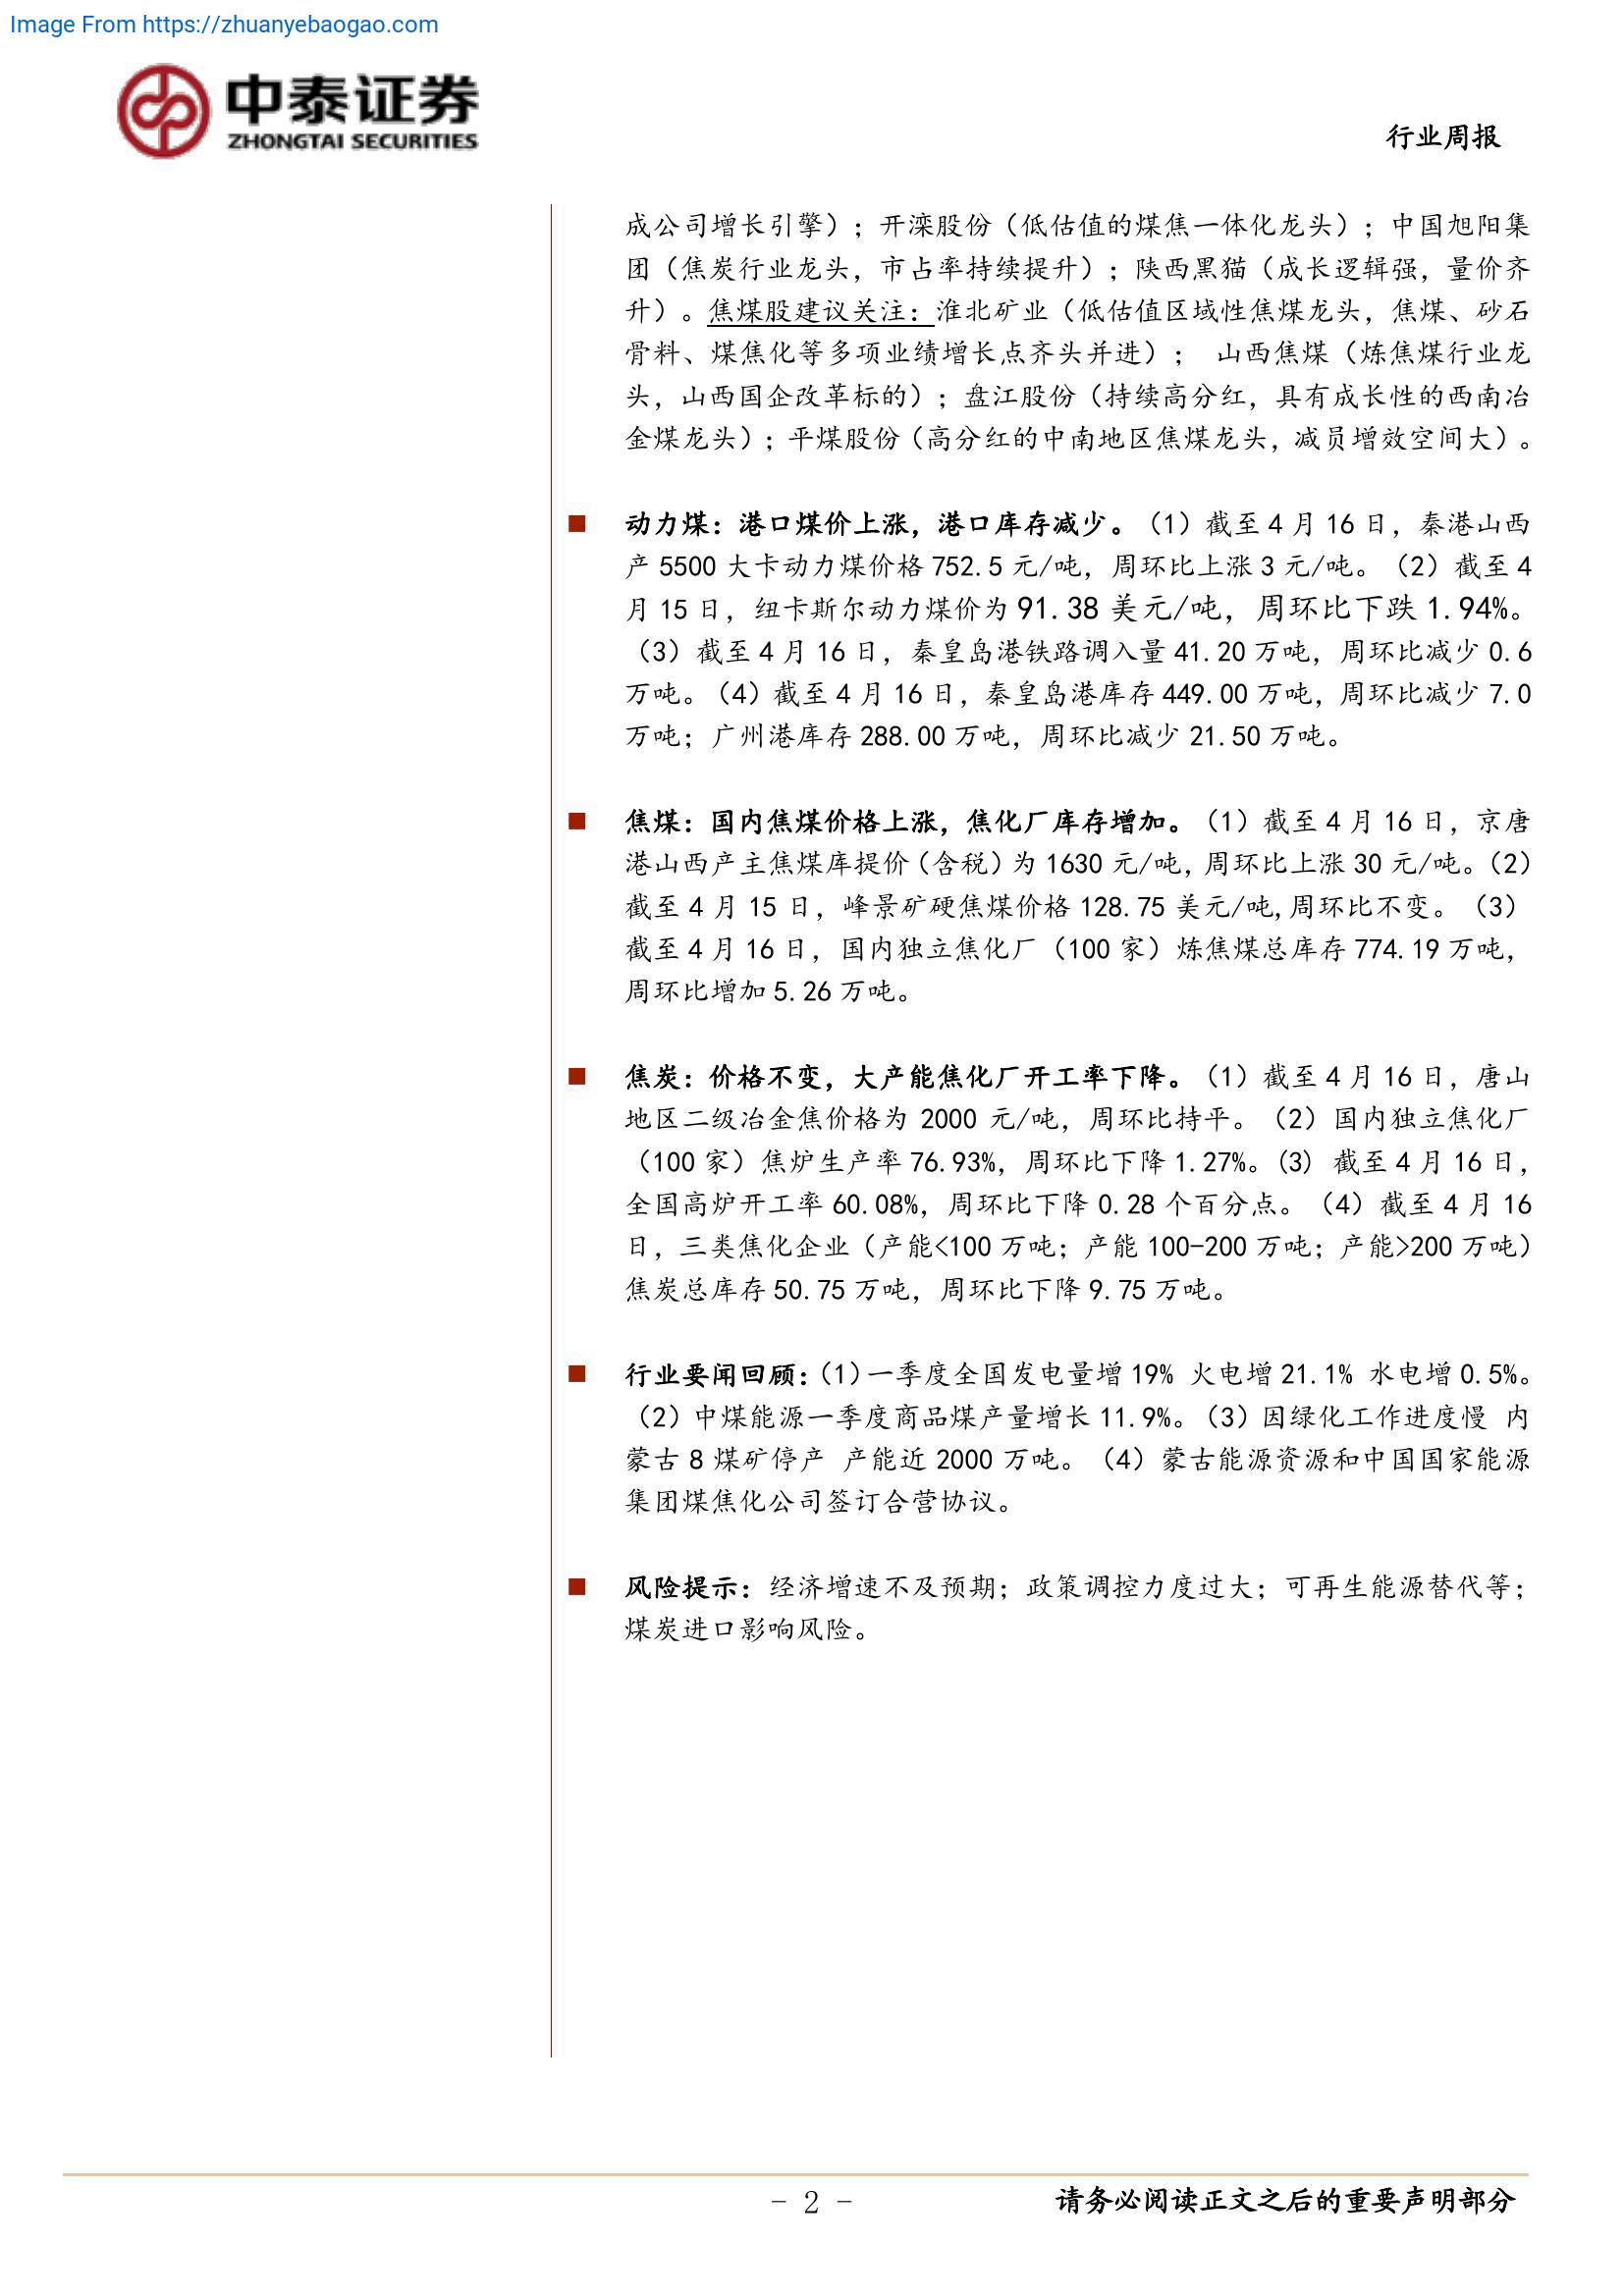 Image From https://zhuanyebaogao.com
中泰证券
ZHONGTAI SECURITIES
行业周报
成公司增长引擎）；开滦股份（低估值的煤焦一体化龙头）；中国旭阳集
团（焦炭行业龙头，市占率持续提升）；陕西黑猫（成长逻辑强，量价齐
升）。焦煤股建议关注：淮北矿业（低估值区域性焦煤龙头，焦煤、砂石
骨料、煤焦化等多项业绩增长点齐头并进）； 山西焦煤（炼焦煤行业龙
头，山西国企改革标的）；盘江股份（持续高分红，具有成长性的西南冶
金煤龙头）；平煤股份（高分红的中南地区焦煤龙头，减员增效空间大）。
■ 动力煤：港口煤价上涨，港口库存减少。（1）截至 4 月 16 日，秦港山西
产 5500 大卡动力煤价格 752.5 元/吨，周环比上涨 3 元/吨。（2）截至 4
月 15 日，纽卡斯尔动力煤价为 91.38 美元/吨，周环比下跌 1.94%。
（3）截至 4 月 16 日，秦皇岛港铁路调入量 41.20 万吨，周环比减少 0.6
万吨。（4）截至 4 月 16 日，秦皇岛港库存 449.00 万吨，周环比减少 7.0
万吨；广州港库存 288.00 万吨，周环比减少 21.50 万吨。
■ 焦煤：国内焦煤价格上涨，焦化厂库存增加。（1）截至 4 月 16 日，京唐
港山西产主焦煤库提价（含税）为 1630 元/吨，周环比上涨 30 元/吨。（2）
截至 4 月 15 日，峰景矿硬焦煤价格 128.75 美元/吨,周环比不变。（3）
截至 4 月 16 日，国内独立焦化厂（100 家）炼焦煤总库存 774.19 万吨，
周环比增加 5.26 万吨。
■ 焦炭：价格不变，大产能焦化厂开工率下降。（1）截至 4 月 16 日，唐山
地区二级冶金焦价格为 2000 元/吨，周环比持平。（2）国内独立焦化厂
（100 家）焦炉生产率 76.93%，周环比下降 1.27%。(3) 截至 4 月 16 日，
全国高炉开工率 60.08%，周环比下降 0.28 个百分点。（4）截至 4 月 16
日，三类焦化企业（产能<100 万吨；产能 100-200 万吨；产能>200 万吨）
焦炭总库存 50.75 万吨，周环比下降 9.75 万吨。
■ 行业要闻回顾：（1）一季度全国发电量增 19% 火电增 21.1% 水电增 0.5%。
（2）中煤能源一季度商品煤产量增长 11.9%。（3）因绿化工作进度慢 内
蒙古 8 煤矿停产 产能近 2000 万吨。（4）蒙古能源资源和中国国家能源
集团煤焦化公司签订合营协议。
■ 风险提示：经济增速不及预期；政策调控力度过大；可再生能源替代等；
煤炭进口影响风险。
- 2 -
请务必阅读正文之后的重要声明部分